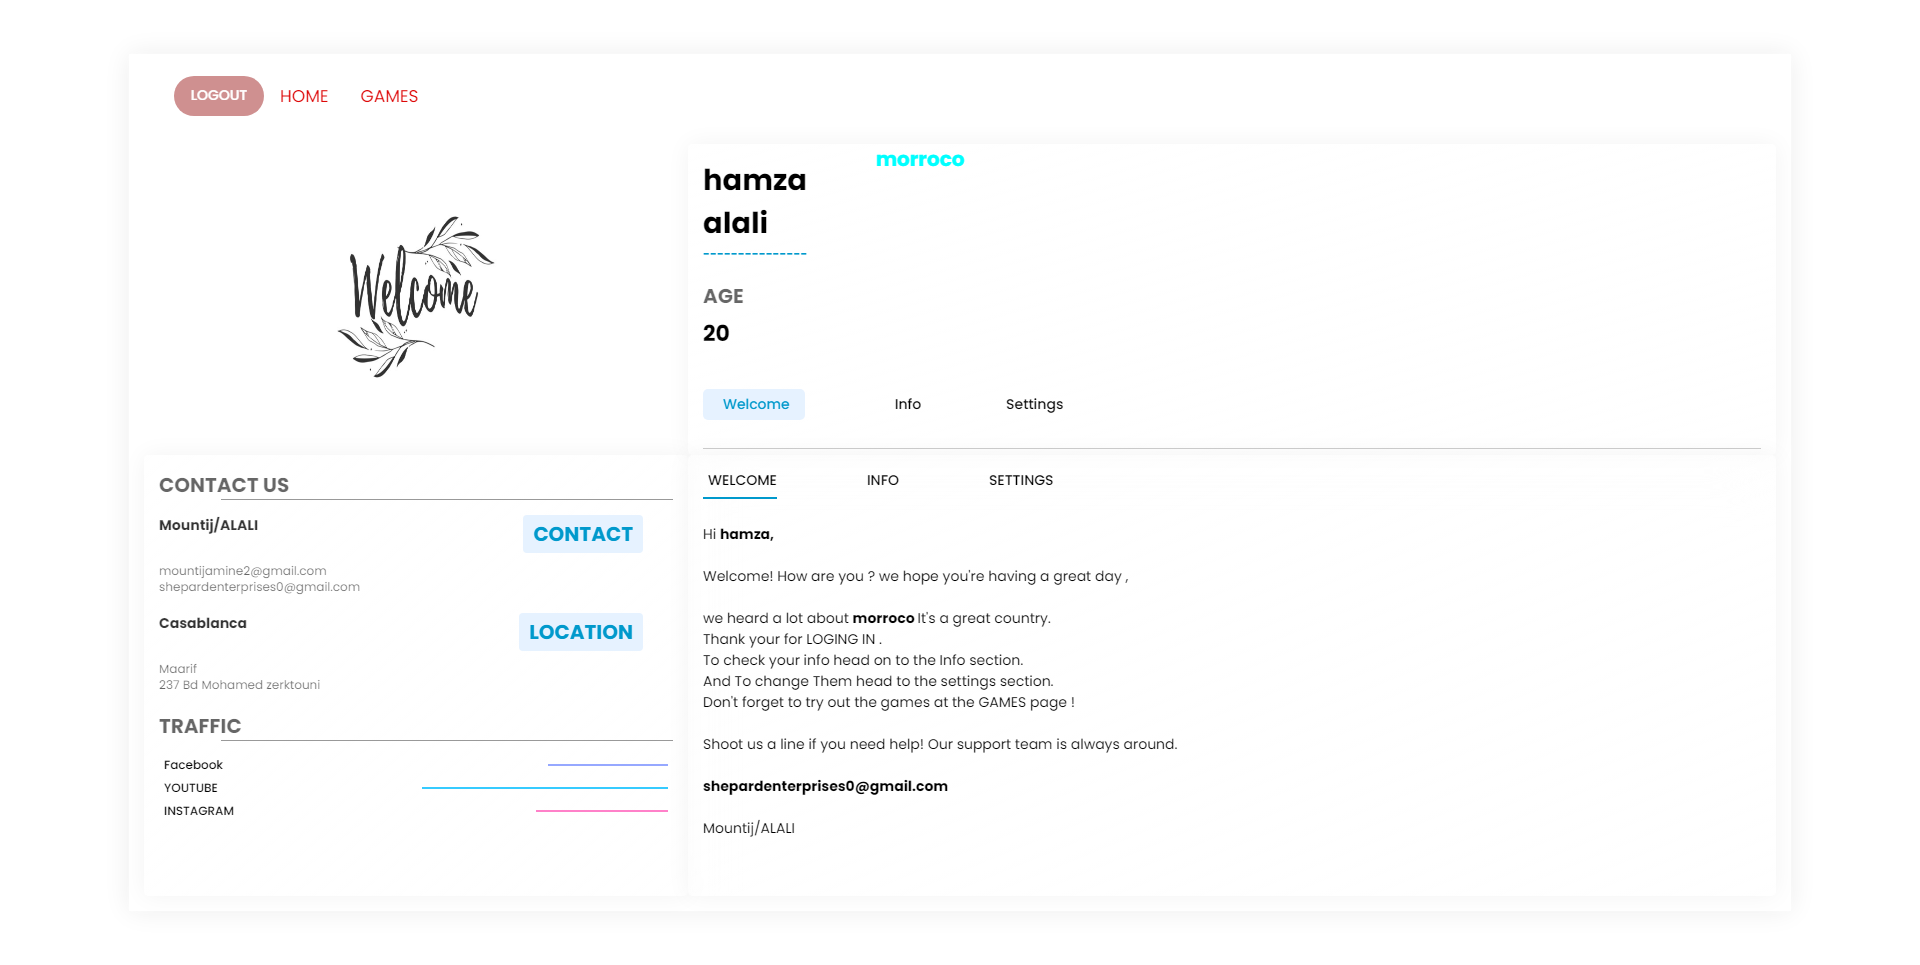 LOGOUT HOME GAMES
Welcome
CONTACT US
Mountij/ALALI CONTACT
mountijamine2@gmail.com
shepardenterprises0@gmail.com
Casablanca LOCATION
Maarif
237 Bd Mohamed zerktouni
TRAFFIC
Facebook
YOUTUBE
INSTAGRAM
morroco
hamza
alali
---------------
AGE
20
Welcome Info Settings
WELCOME INFO SETTINGS
Hi hamza,
Welcome! How are you ? we hope you're having a great day ,
we heard a lot about morroco It's a great country.
Thank your for LOGING IN .
To check your info head on to the Info section.
And To change Them head to the settings section.
Don't forget to try out the games at the GAMES page !
Shoot us a line if you need help! Our support team is always around.
shepardenterprises0@gmail.com
Mountij/ALALI